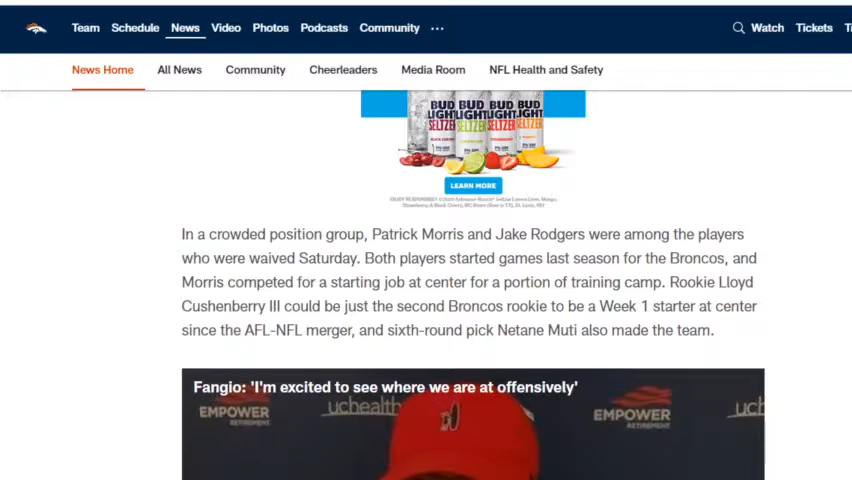 Team Schedule News Video Photos Podcasts Community ... Watch Tickets
News Home All News Community Cheerleaders Media Room NFL Health and Safety
BUD LIGHT SELTZER BUD LIGHT SELTZER BUD LIGHT SELTZER BUD LIGHT SELTZER
LEARN MORE
In a crowded position group, Patrick Morris and Jake Rodgers were among the players
who were waived Saturday. Both players started games last season for the Broncos, and
Morris competed for a starting job at center for a portion of training camp. Rookie Lloyd
Cushenberry III could be just the second Broncos rookie to be a Week 1 starter at center
since the AFL-NFL merger, and sixth-round pick Netane Muti also made the team.
Fangio: 'I'm excited to see where we are at offensively'
EMPOWER RETIREMENT uchealth EMPOWER RETIREMENT uc